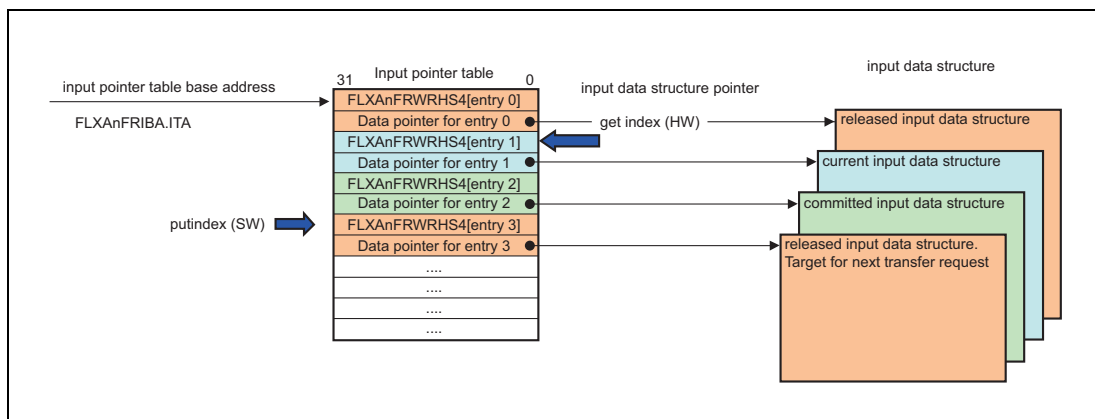 input data structure
31 Input pointer table 0
input pointer table base address
input data structure pointer
FLXAnFRIBA.ITA
FLXAnFRWRHS4[entry 0]
Data pointer for entry 0
get index (HW)
released input data structure
FLXAnFRWRHS4[entry 1]
Data pointer for entry 1
current input data structure
FLXAnFRWRHS4[entry 2]
Data pointer for entry 2
committed input data structure
putindex (SW)
FLXAnFRWRHS4[entry 3]
Data pointer for entry 3
released input data structure.
Target for next transfer request
....
....
....
....